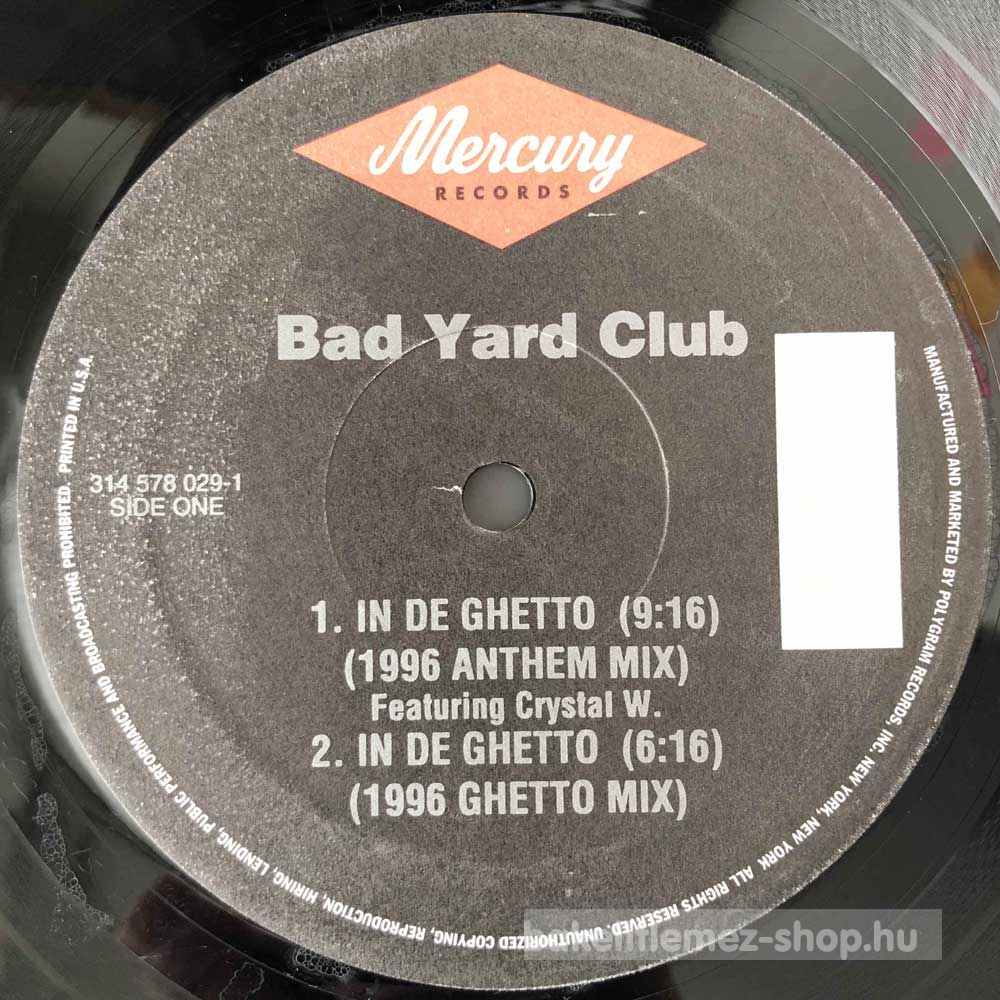 Mercury
RECORDS
Bad Yard Club
314 578 029-1
SIDE ONE
1. IN DE GHETTO (9:16)
(1996 ANTHEM MIX)
Featuring Crystal W.
2. IN DE GHETTO (6:16)
(1996 GHETTO MIX)
MANUFACTURED AND MARKETED BY POLYGRAM RECORDS, INC. NEW YORK, NEW YORK ALL RIGHTS RESERVED. UNAUTHORIZED COPYING, REPRODUCTION, HIRING, LENDING, PUBLIC PERFORMANCE AND BROADCASTING PROHIBITED. PRINTED IN U.S.A.
bakelitlemez-shop.hu